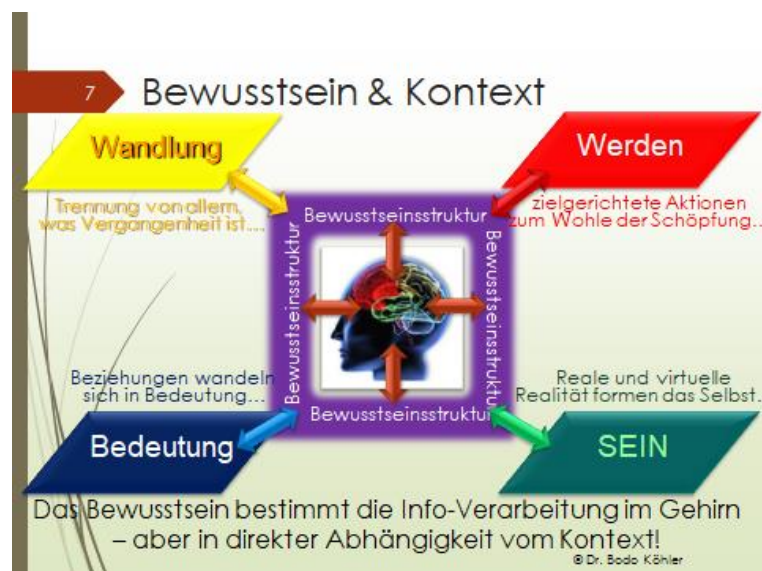 7
Bewusstsein & Kontext
Wandlung
Werden
Trennung von allem,
was Vergangenheit ist....
zielgerichtete Aktionen
zum Wohle der Schöpfung...
Bewusstseinsstruktur
Bewusstseinsstruktur
Bewusstseinsstruktur
Bewusstseinsstruktur
Beziehungen wandeln
sich in Bedeutung...
Reale und virtuelle
Realität formen das Selbst...
Bedeutung
SEIN
Das Bewusstsein bestimmt die Info-Verarbeitung im Gehirn
– aber in direkter Abhängigkeit vom Kontext!
© Dr. Bodo Köhler